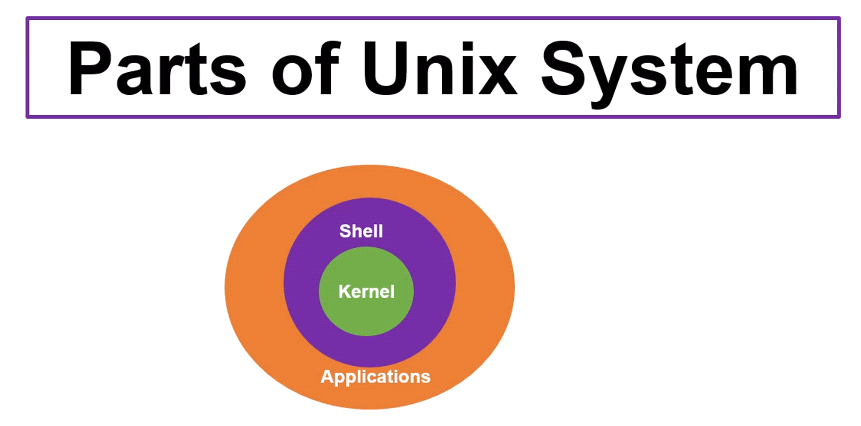 Parts of Unix System
Shell
Kernel
Applications